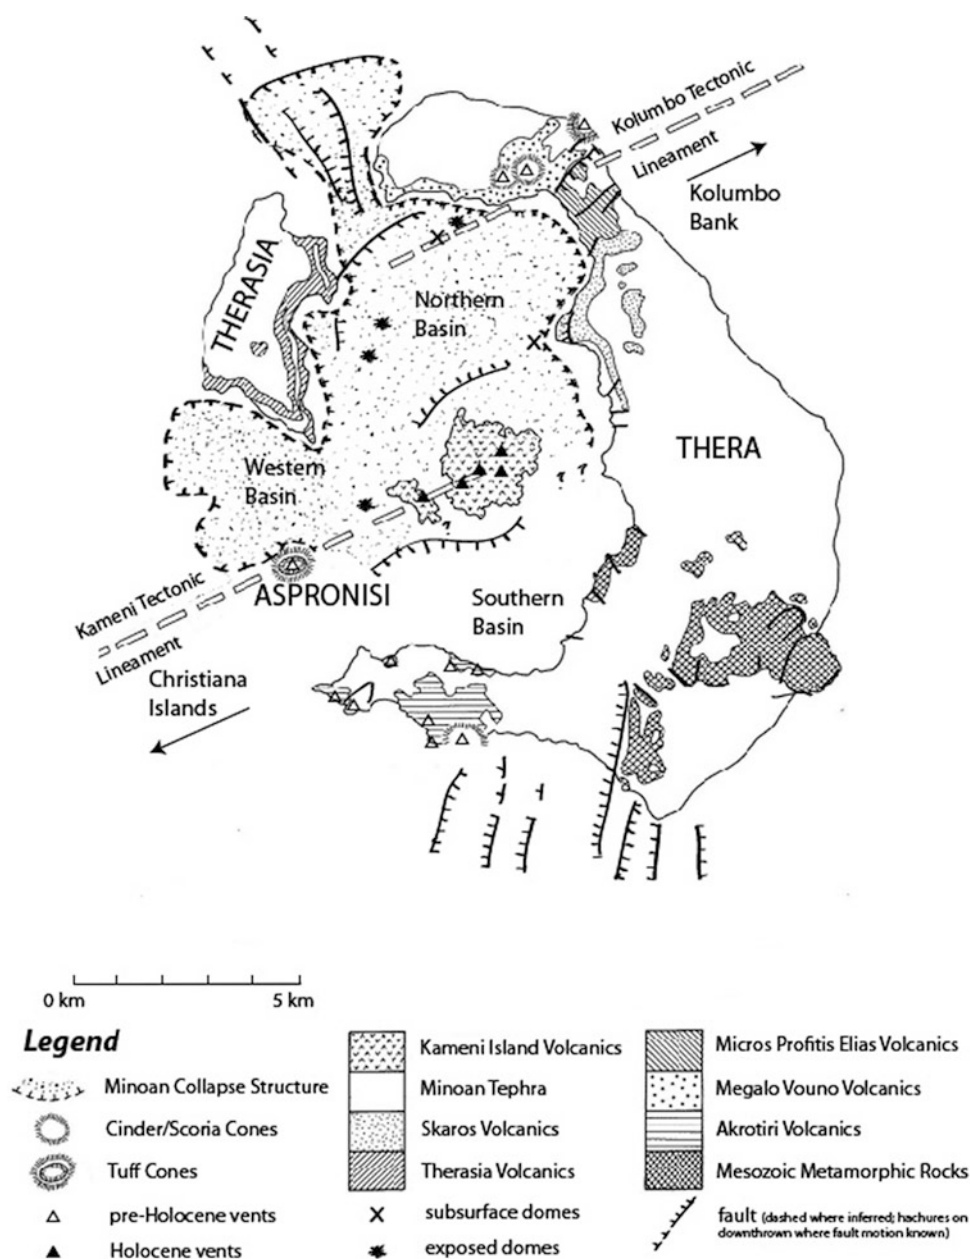 Kolumbo Tectonic
Lineament
Kolumbo
Bank
THERASIA
Northern
Basin
THERA
Western
Basin
?
?
?
?
Kameni Tectonic
Lineament
ASPRONISI
Southern
Basin
Christiana
Islands
0 km
5 km
Legend
Minoan Collapse Structure
Cinder/Scoria Cones
Tuff Cones
pre-Holocene vents
Holocene vents
Kameni Island Volcanics
Minoan Tephra
Skaros Volcanics
Therasia Volcanics
subsurface domes
exposed domes
Micros Profitis Elias Volcanics
Megalo Vouno Volcanics
Akrotiri Volcanics
Mesozoic Metamorphic Rocks
fault (dashed where inferred; hachures on
downthrown where fault motion known)